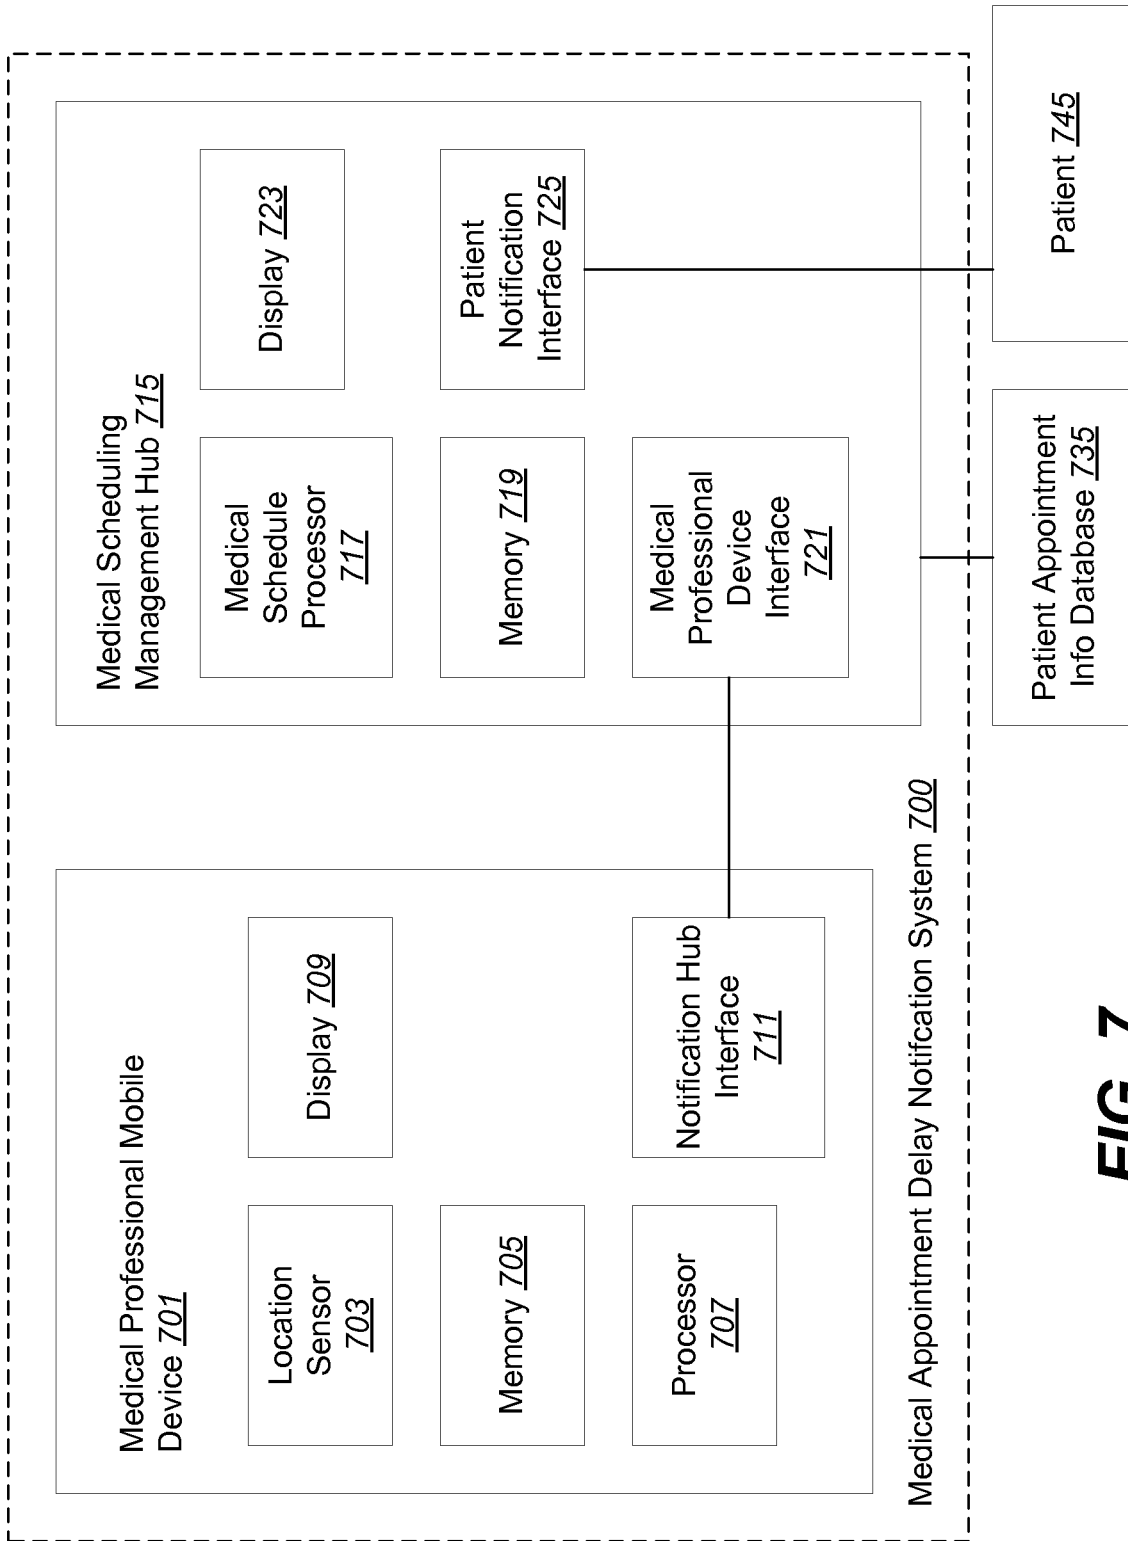 Medical Professional Mobile
Device 701
Location
Sensor
703
Display 709
Memory 705
Processor
707
Notification Hub
Interface
711
Medical Scheduling
Management Hub 715
Medical
Schedule
Processor
717
Display 723
Memory 719
Patient
Notification
Interface 725
Medical
Professional
Device
Interface
721
Medical Appointment Delay Notifcation System 700
Patient Appointment
Info Database 735
Patient 745
FIG. 7